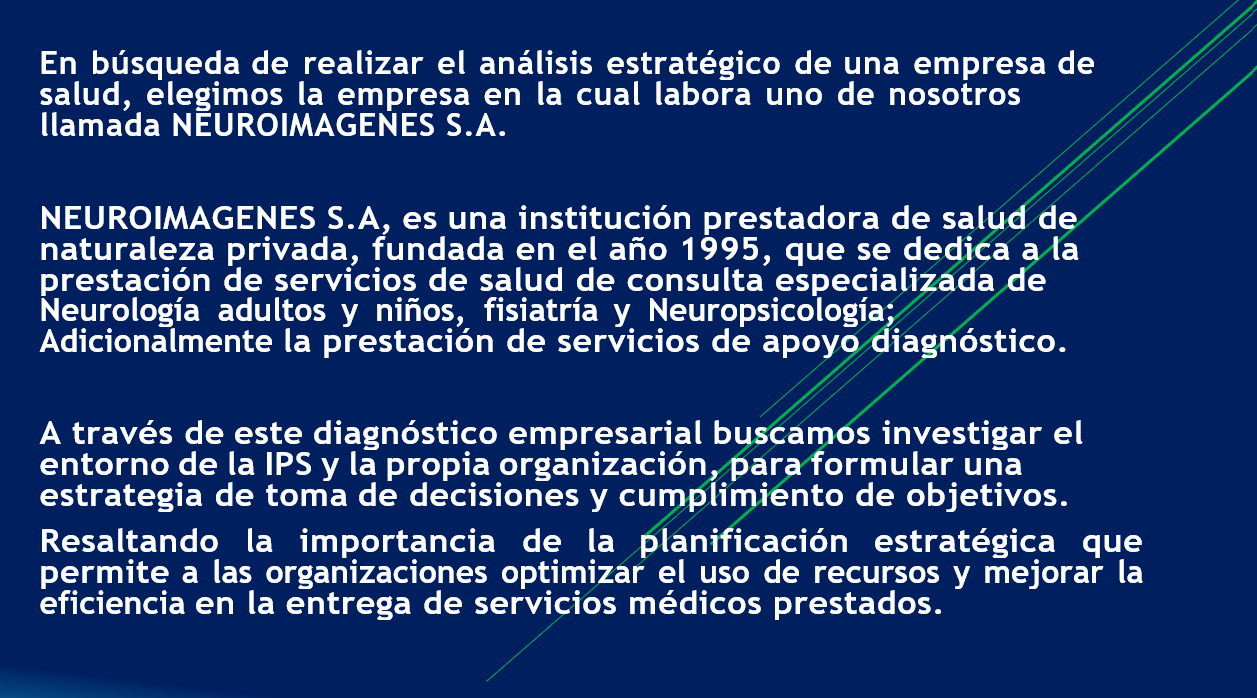 En búsqueda de realizar el análisis estratégico de una empresa de
salud, elegimos la empresa en la cual labora uno de nosotros
llamada NEUROIMAGENES S.A.
NEUROIMAGENES S.A, es una institución prestadora de salud de
naturaleza privada, fundada en el año 1995, que se dedica a la
prestación de servicios de salud de consulta especializada de
Neurología adultos y niños, fisiatría y Neuropsicología;
Adicionalmente la prestación de servicios de apoyo diagnóstico.
A través de este diagnóstico empresarial buscamos investigar el
entorno de la IPS y la propia organización, para formular una
estrategia de toma de decisiones y cumplimiento de objetivos.
Resaltando la importancia de la planificación estratégica que
permite a las organizaciones optimizar el uso de recursos y mejorar la
eficiencia en la entrega de servicios médicos prestados.